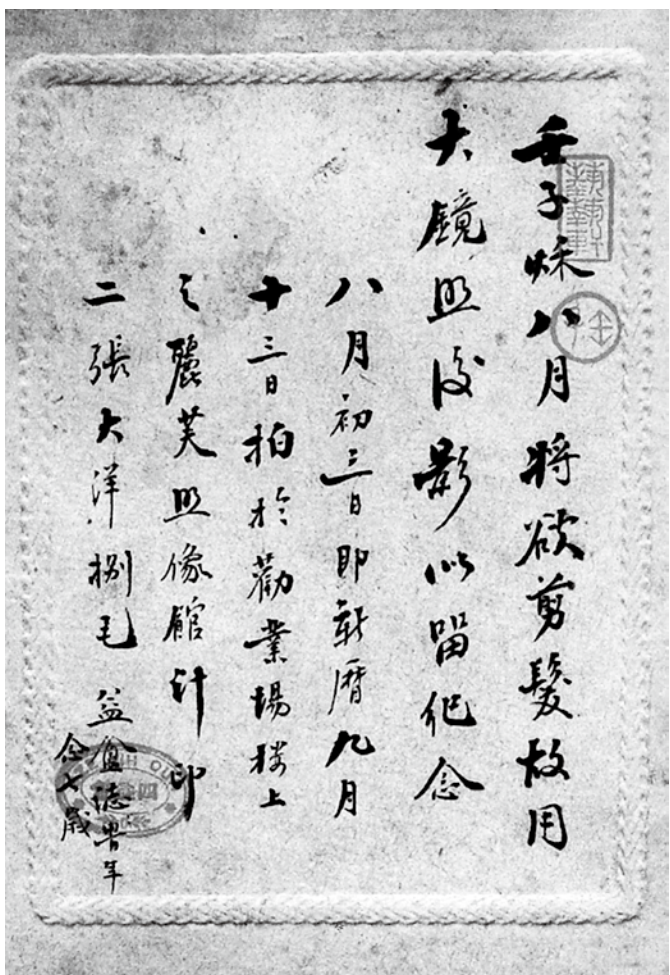 壬子秌八月將欲剪髮故用
大鏡照後影以留紀念
八月初三日即新曆九月
十三日拍於勸業場樓上
之麗芙照像館計印
二張大洋捌毛 益 德 年
念七歲